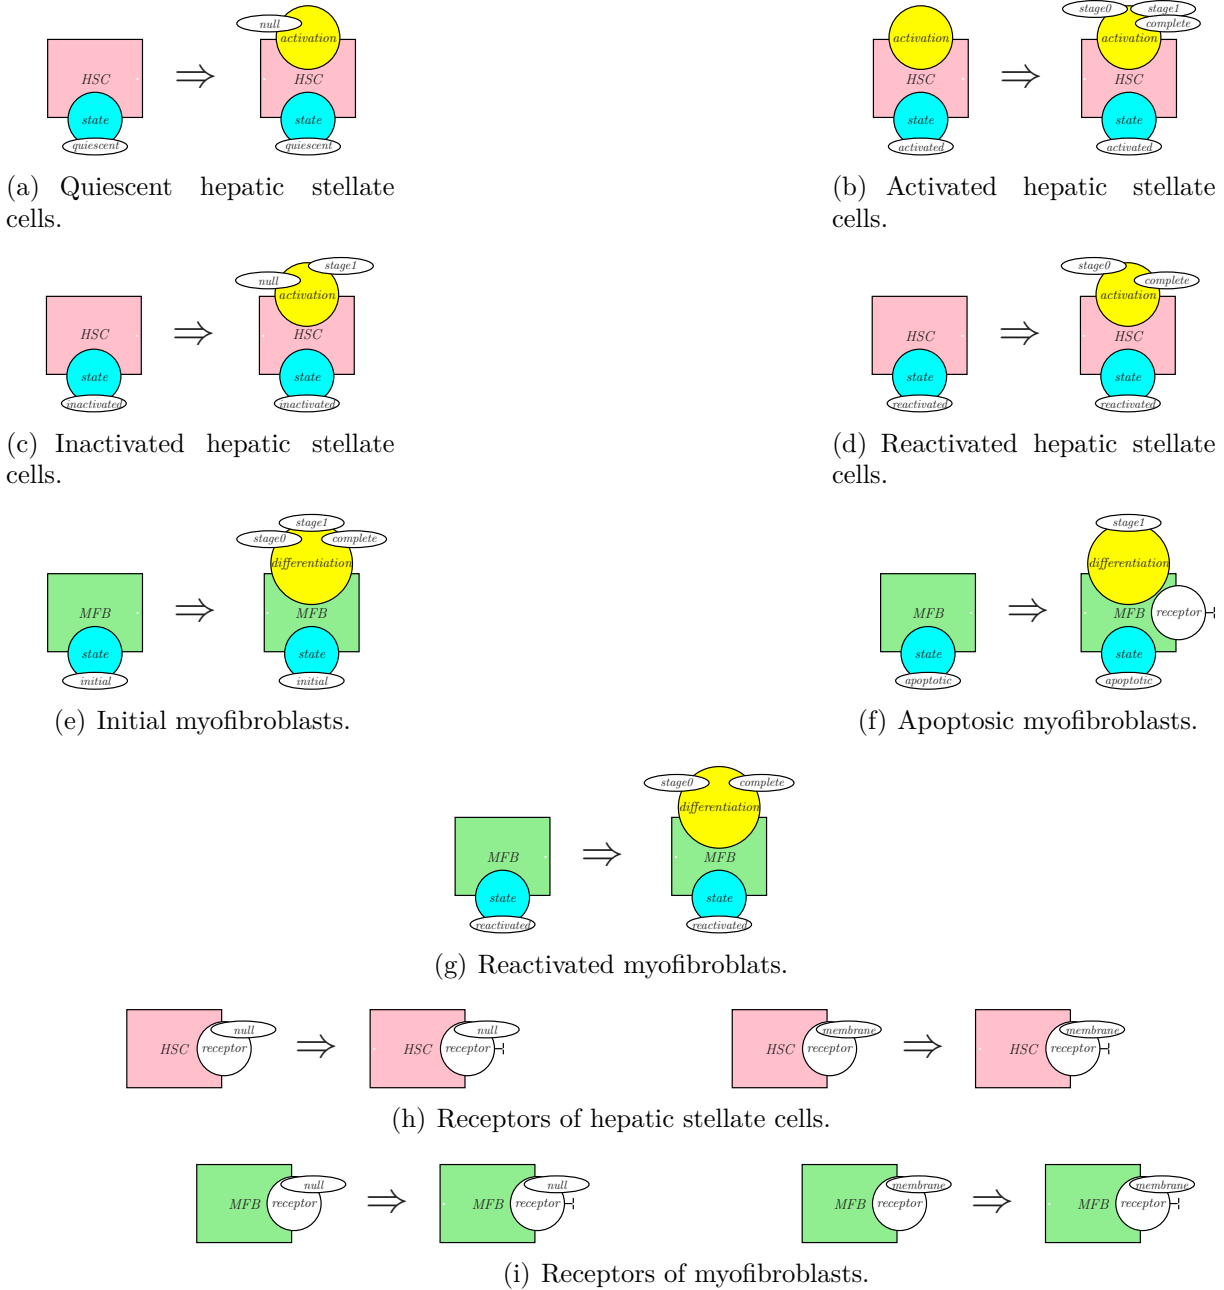 null
stage0 stage1
complete
activation activation activation
HSC ⇒ HSC HSC ⇒ HSC
state state state state
quiescent quiescent activated activated
(a) Quiescent hepatic stellate
cells.
(b) Activated hepatic stellate
cells.
stage1
null
stage0
complete
activation activation
HSC ⇒ HSC HSC ⇒ HSC
state state state state
inactivated inactivated reactivated reactivated
(c) Inactivated hepatic stellate
cells.
(d) Reactivated hepatic stellate
cells.
stage1
stage0 complete
stage1
differentiation differentiation
MFB ⇒ MFB MFB ⇒ MFB receptor
state state state state
initial initial apoptotic apoptotic
(e) Initial myofibroblasts.
(f) Apoptosic myofibroblasts.
stage0 complete
differentiation
MFB ⇒ MFB
state state
reactivated reactivated
(g) Reactivated myofibroblats.
null null membrane membrane
HSC receptor ⇒ HSC receptor HSC receptor ⇒ HSC receptor
(h) Receptors of hepatic stellate cells.
null null membrane membrane
MFB receptor ⇒ MFB receptor MFB receptor ⇒ MFB receptor
(i) Receptors of myofibroblasts.